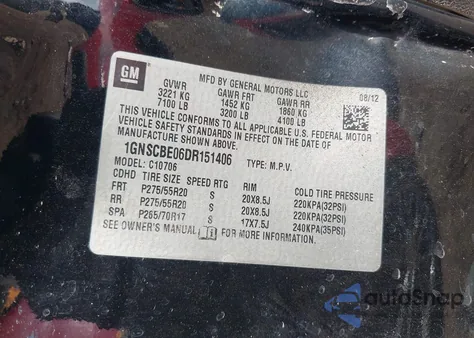 GM
MFD BY GENERAL MOTORS LLC
08/12
GVWR GAWR FRT GAWR RR
3221 KG 1452 KG 1860 KG
7100 LB 3200 LB 4100 LB
THIS VEHICLE CONFORMS TO ALL APPLICABLE U.S. FEDERAL MOTOR
VEHICLE SAFETY STANDARDS IN EFFECT ON THE DATE OF
MANUFACTURE SHOWN ABOVE.
1GNSCBE06DR151406 TYPE: M.P.V.
MODEL: C10706
CDHD TIRE SIZE SPEED RTG RIM COLD TIRE PRESSURE
FRT P275/55R20 S 20X8.5J 220KPA(32PSI)
RR P275/55R20 S 20X8.5J 220KPA(32PSI)
SPA P265/70R17 S 17X7.5J 240KPA(35PSI)
SEE OWNER'S MANUAL FOR MORE INFORMATION.
autoSnap